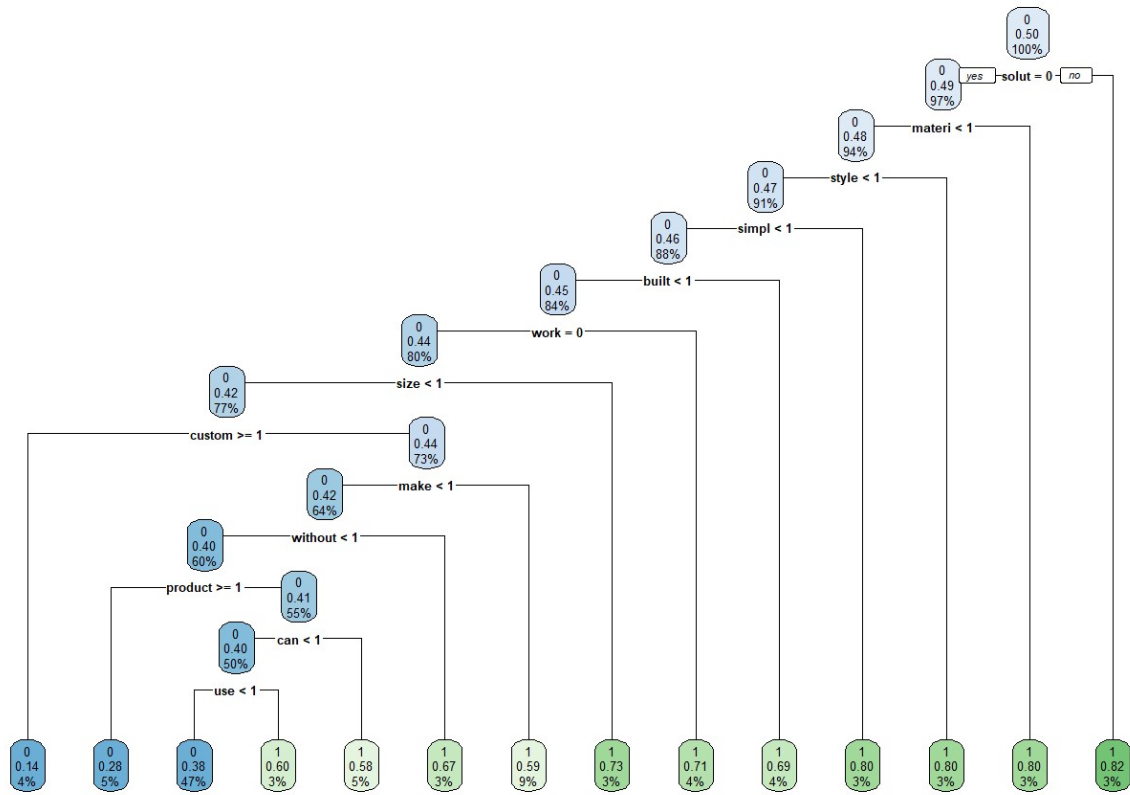 0
0.50
100%
yes solut = 0 no
0
0.49
97%
materi < 1
0
0.48
94%
style < 1
0
0.47
91%
simpl < 1
0
0.46
88%
built < 1
0
0.45
84%
work = 0
0
0.44
80%
size < 1
0
0.42
77%
custom >= 1
0
0.44
73%
make < 1
0
0.42
64%
without < 1
0
0.40
60%
product >= 1
0
0.41
55%
can < 1
0
0.40
50%
use < 1
0 0 0 1 1 1 1 1 1 1 1 1 1 1
0.14 0.28 0.38 0.60 0.58 0.67 0.59 0.73 0.71 0.69 0.80 0.80 0.80 0.82
4% 5% 47% 3% 5% 3% 9% 3% 4% 4% 3% 3% 3% 3%